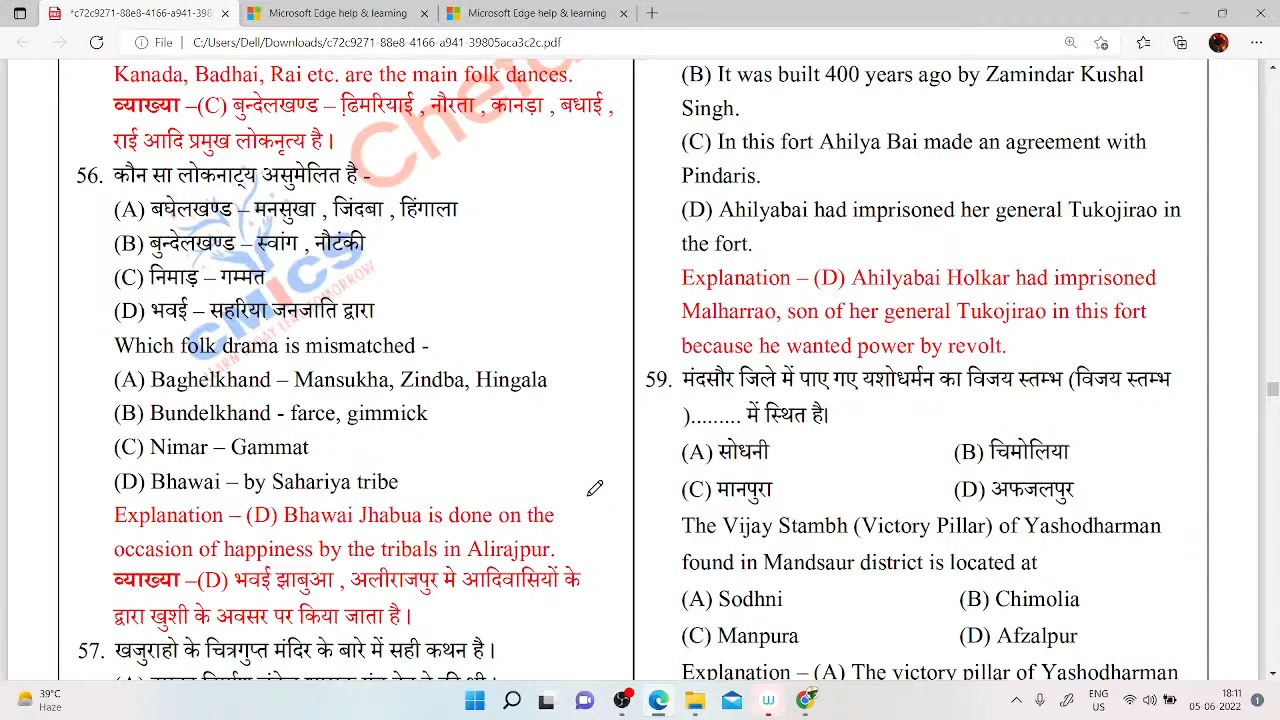 *c72c9271-88e8-4166-a941-398
Microsoft Edge help & learning
Microsoft Edge help & learning
File
C:/Users/Dell/Downloads/c72c9271-88e8-4166-a941-39805aca3c2c.pdf
Kanada, Badhai, Rai etc. are the main folk dances.
व्याख्या –(C) बुन्देलखण्ड – ढि़मरियाई , नौरता , कानड़ा , बधाई ,
राई आदि प्रमुख लोकनृत्य है।
56. कौन सा लोकनाट्य असुमेलित है -
(A) बघेलखण्ड – मनसुखा , जिंदबा , हिंगाला
(B) बुन्देलखण्ड – स्वांग , नौटंकी
(C) निमाड़ – गम्मत
(D) भवई – सहरिया जनजाति द्वारा
Which folk drama is mismatched -
(A) Baghelkhand – Mansukha, Zindba, Hingala
(B) Bundelkhand - farce, gimmick
(C) Nimar – Gammat
(D) Bhawai – by Sahariya tribe
Explanation – (D) Bhawai Jhabua is done on the
occasion of happiness by the tribals in Alirajpur.
व्याख्या –(D) भवई झाबुआ , अलीराजपुर मे आदिवासियों के
द्वारा खुशी के अवसर पर किया जाता है।
57. खजुराहो के चित्रगुप्त मंदिर के बारे में सही कथन है।
CMICS
(B) It was built 400 years ago by Zamindar Kushal
Singh.
(C) In this fort Ahilya Bai made an agreement with
Pindaris.
(D) Ahilyabai had imprisoned her general Tukojirao in
the fort.
Explanation – (D) Ahilyabai Holkar had imprisoned
Malharrao, son of her general Tukojirao in this fort
because he wanted power by revolt.
59. मंदसौर जिले में पाए गए यशोधर्मन का विजय स्तम्भ (विजय स्तम्भ
)......... में स्थित है।
(A) सोधनी (B) चिमोलिया
(C) मानपुरा (D) अफजलपुर
The Vijay Stambh (Victory Pillar) of Yashodharman
found in Mandsaur district is located at
(A) Sodhni (B) Chimolia
(C) Manpura (D) Afzalpur
Explanation – (A) The victory pillar of Yashodharman
39°C
Haze
ENG
US
18:11
05-06-2022